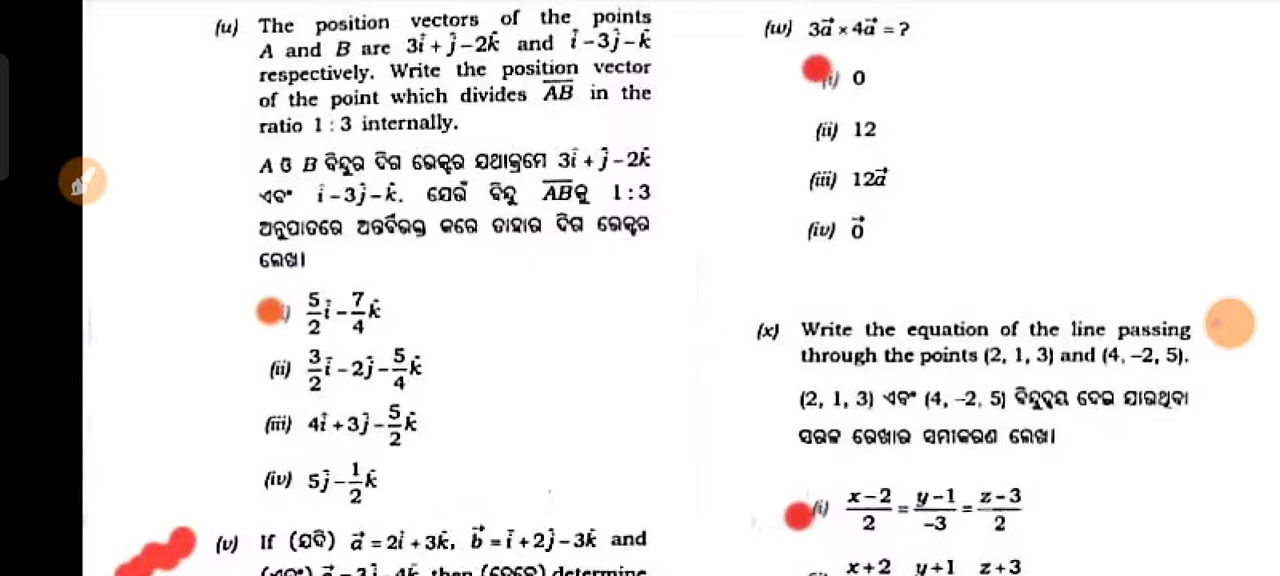 (u) The position vectors of the points
A and B are 3î + ĵ − 2k̂ and î − 3ĵ − k̂
respectively. Write the position vector
of the point which divides A̅B̅ in the
ratio 1 : 3 internally.
A ଓ B ବିନ୍ଦୁର ଦିଗ ଭେକ୍ଟର ଯଥାକ୍ରମେ 3î + ĵ − 2k̂
ଏବଂ î − 3ĵ − k̂. ଯେଉଁ ବିନ୍ଦୁ A̅B̅କୁ 1 : 3
ଅନୁପାତରେ ଅନ୍ତର୍ବିଭକ୍ତ କରେ ତାହାର ଦିଗ ଭେକ୍ଟର
ଲେଖ।
5/2 î − 7/4 k̂
(ii) 3/2 î − 2ĵ − 5/4 k̂
(iii) 4î + 3ĵ − 5/2 k̂
(iv) 5ĵ − 1/2 k̂
(v) If (ଯଦି) a⃗ = 2î + 3k̂, b⃗ = î + 2ĵ − 3k̂ and
then (ତେବେ) determine
(w) 3a⃗ × 4a⃗ = ?
(i) 0
(ii) 12
(iii) 12a⃗
(iv) 0⃗
(x) Write the equation of the line passing
through the points (2, 1, 3) and (4, −2, 5).
(2, 1, 3) ଏବଂ (4, −2, 5) ବିନ୍ଦୁଦ୍ୱୟ ଦେଇ ଯାଉଥିବା
ସରଳ ରେଖାର ସମୀକରଣ ଲେଖ।
(i) x−2/2 = y−1/−3 = z−3/2
x+2 y+1 z+3